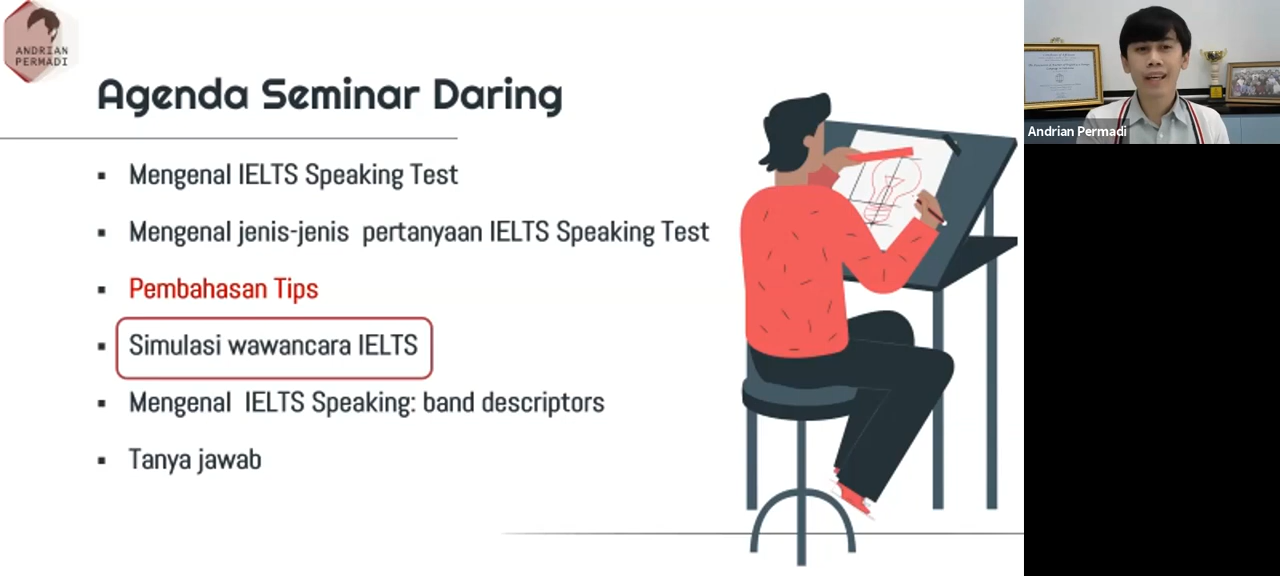 ANDRIAN
PERMADI
Agenda Seminar Daring
▪ Mengenal IELTS Speaking Test
▪ Mengenal jenis-jenis pertanyaan IELTS Speaking Test
▪ Pembahasan Tips
▪ Simulasi wawancara IELTS
▪ Mengenal IELTS Speaking: band descriptors
▪ Tanya jawab
Andrian Permadi